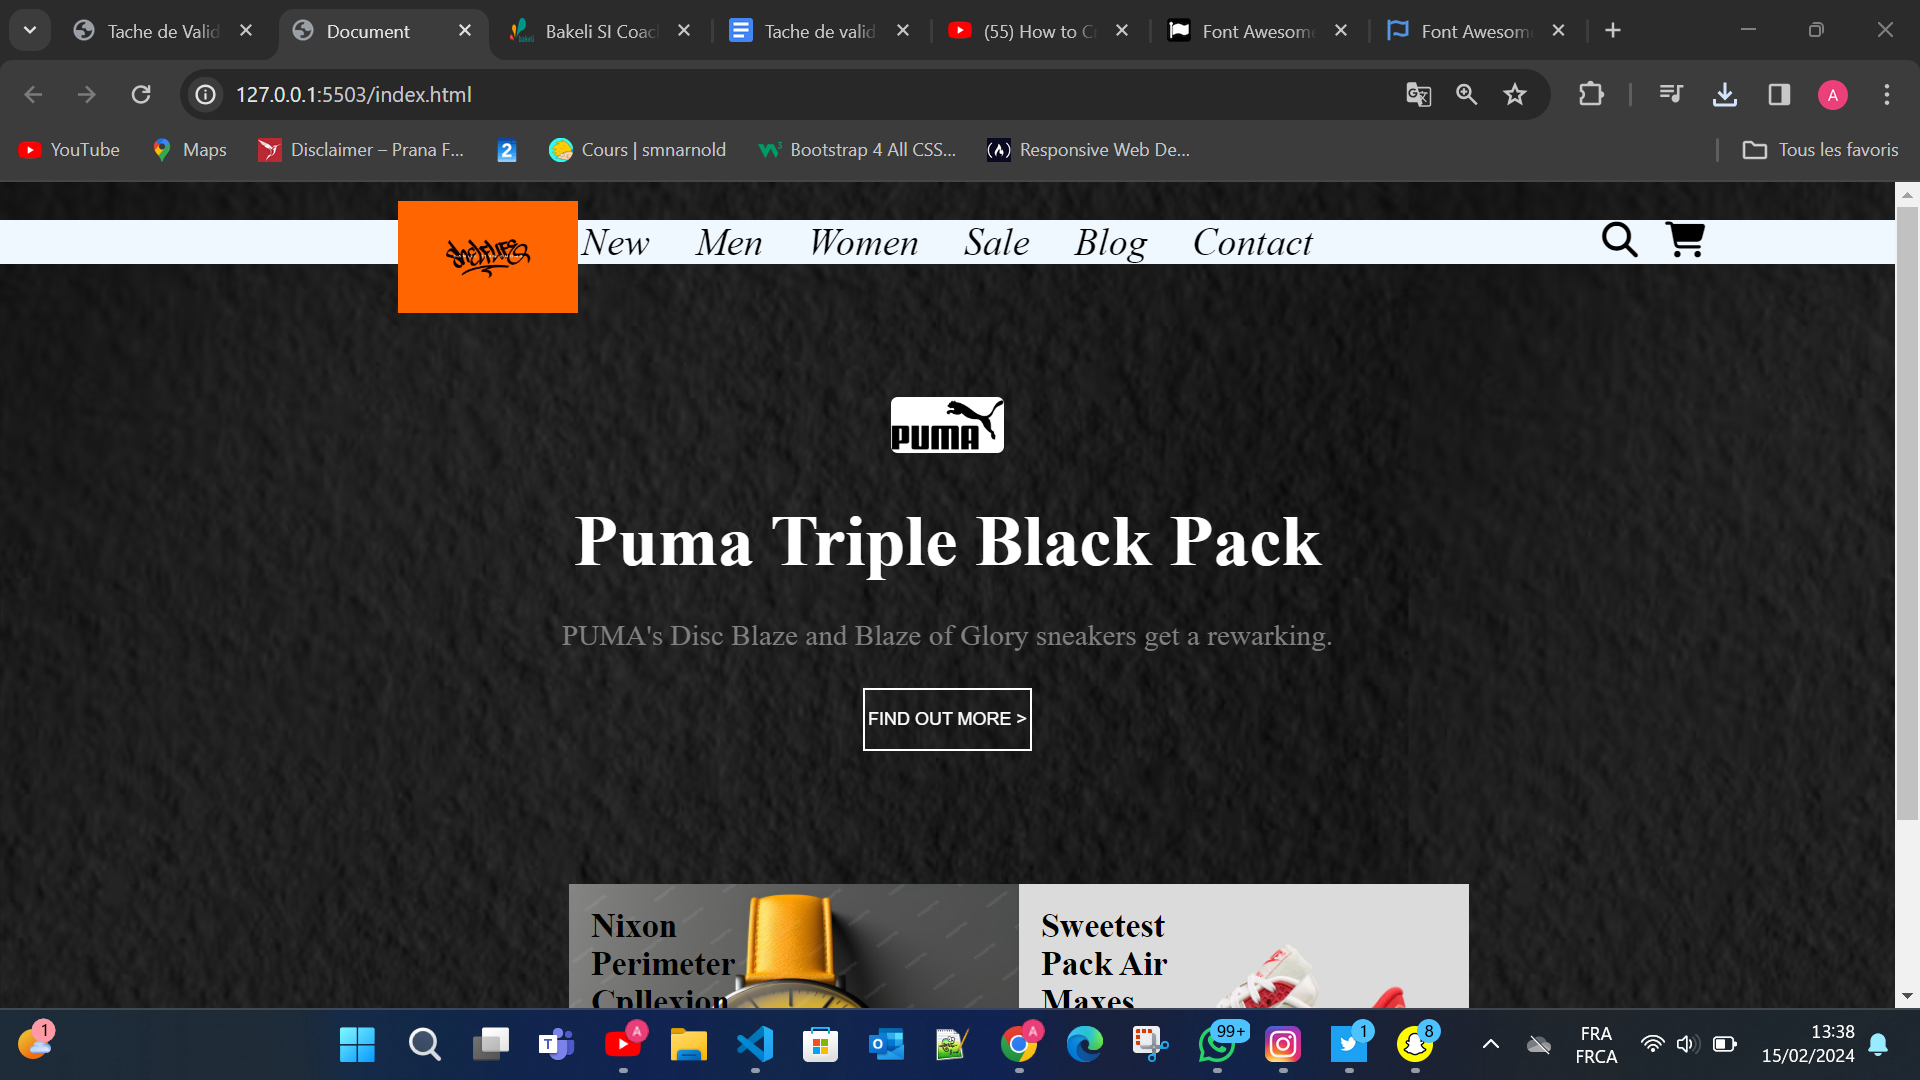 Tache de Valid
Document
Bakeli SI Coac
Tache de valid
(55) How to C
Font Awesom
Font Awesom
127.0.0.1:5503/index.html
A
YouTube
Maps
Disclaimer – Prana F...
2
Cours | smnarnold
Bootstrap 4 All CSS...
Responsive Web De...
Tous les favoris
New
Men
Women
Sale
Blog
Contact
PUMA
Puma Triple Black Pack
PUMA's Disc Blaze and Blaze of Glory sneakers get a rewarking.
FIND OUT MORE >
Nixon
Perimeter
Cpllexion
Sweetest
Pack Air
Maxes
1
A
A
99+
1
8
FRA
FRCA
13:38
15/02/2024